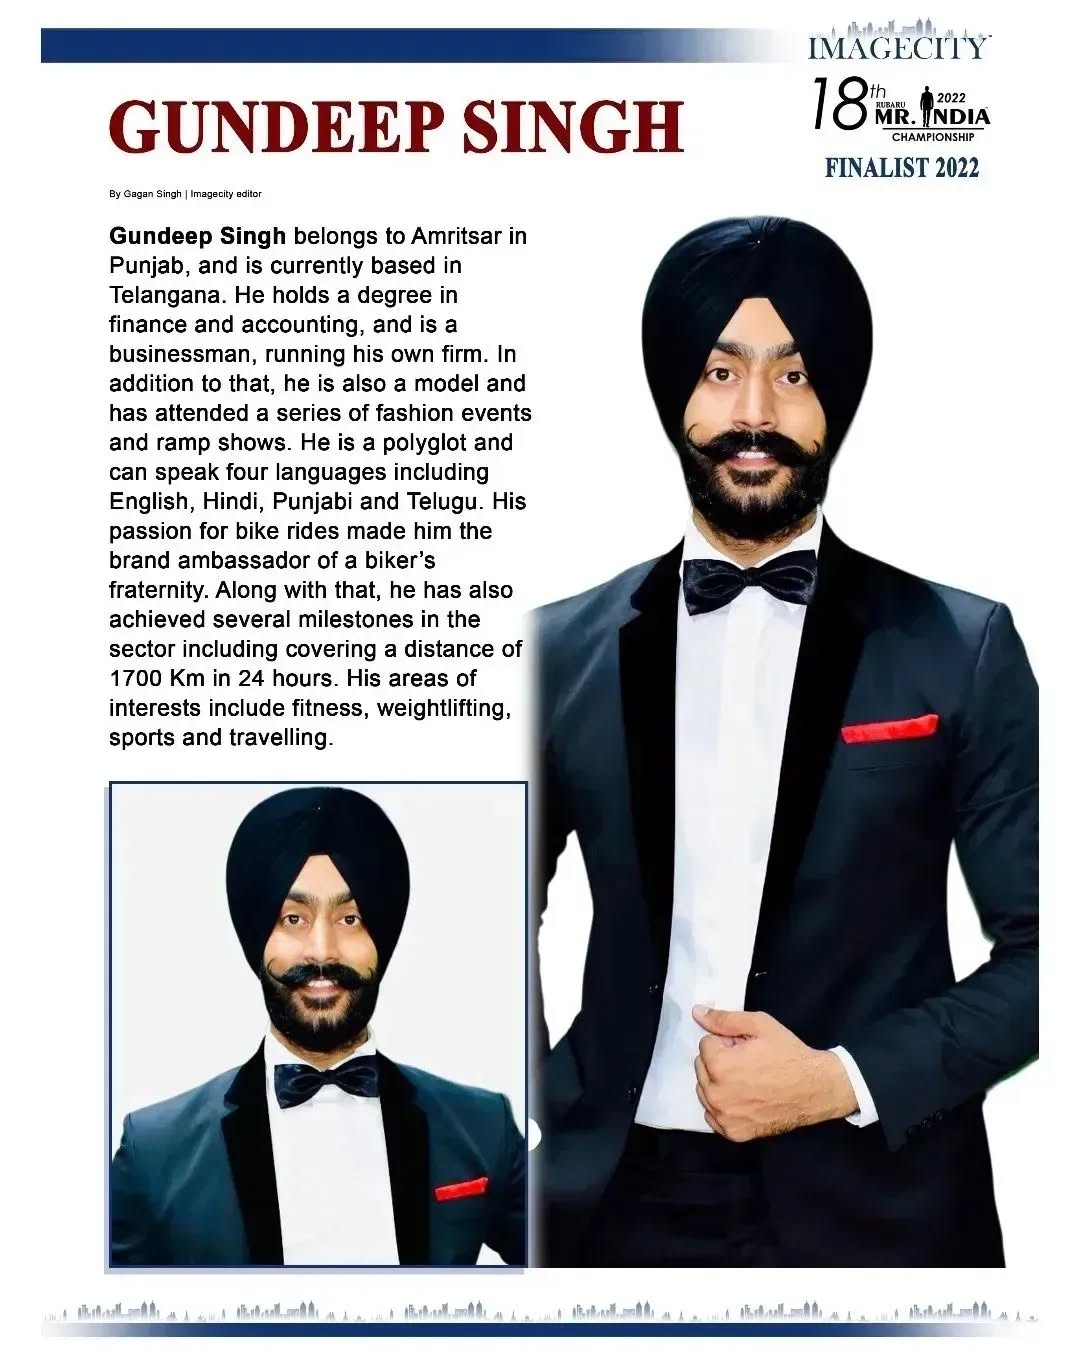 IMAGECITY
18th
RUBARU
2022
MR. INDIA
CHAMPIONSHIP
FINALIST 2022
GUNDEEP SINGH
By Gagan Singh | Imagecity editor
Gundeep Singh belongs to Amritsar in
Punjab, and is currently based in
Telangana. He holds a degree in
finance and accounting, and is a
businessman, running his own firm. In
addition to that, he is also a model and
has attended a series of fashion events
and ramp shows. He is a polyglot and
can speak four languages including
English, Hindi, Punjabi and Telugu. His
passion for bike rides made him the
brand ambassador of a biker’s
fraternity. Along with that, he has also
achieved several milestones in the
sector including covering a distance of
1700 Km in 24 hours. His areas of
interests include fitness, weightlifting,
sports and travelling.